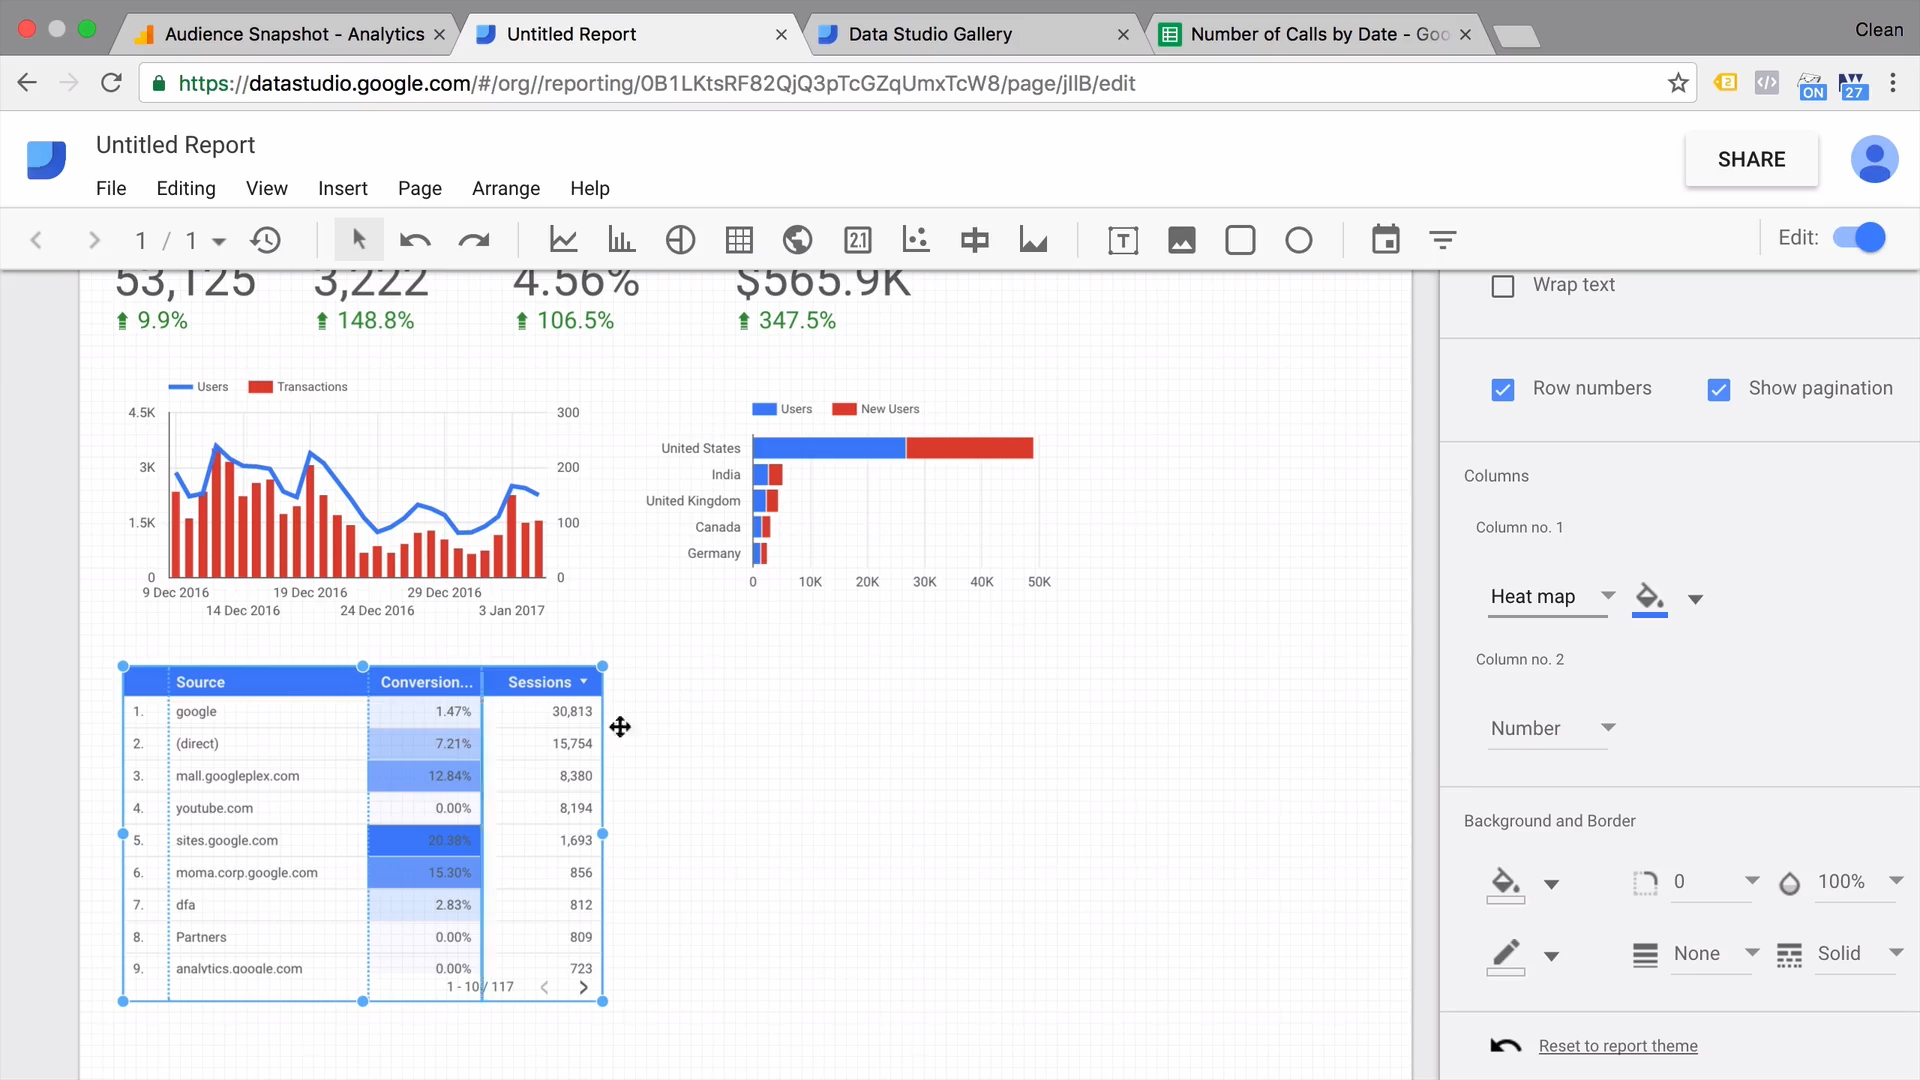 Audience Snapshot - Analytics
Untitled Report
Data Studio Gallery
Number of Calls by Date - Goo
Clean
https://datastudio.google.com/#/org//reporting/0B1LKtsRF82QjQ3pTcGZqUmxTcW8/page/jIlB/edit
2
ON
27
Untitled Report
SHARE
File Editing View Insert Page Arrange Help
1 / 1
2.1
T
Edit:
53,125 3,222 4.56% $565.9K
9.9% 148.8% 106.5% 347.5%
Users Transactions
4.5K 300
3K 200
1.5K 100
0 0
9 Dec 2016 19 Dec 2016 29 Dec 2016
14 Dec 2016 24 Dec 2016 3 Jan 2017
Users New Users
United States
India
United Kingdom
Canada
Germany
0 10K 20K 30K 40K 50K
Source Conversion... Sessions
1. google 1.47% 30,813
2. (direct) 7.21% 15,754
3. mall.googleplex.com 12.84% 8,380
4. youtube.com 0.00% 8,194
5. sites.google.com 20.38% 1,693
6. moma.corp.google.com 15.30% 856
7. dfa 2.83% 812
8. Partners 0.00% 809
9. analytics.google.com 0.00% 723
1 - 10 / 117
Wrap text
Row numbers Show pagination
Columns
Column no. 1
Heat map
Column no. 2
Number
Background and Border
0 100%
None Solid
Reset to report theme